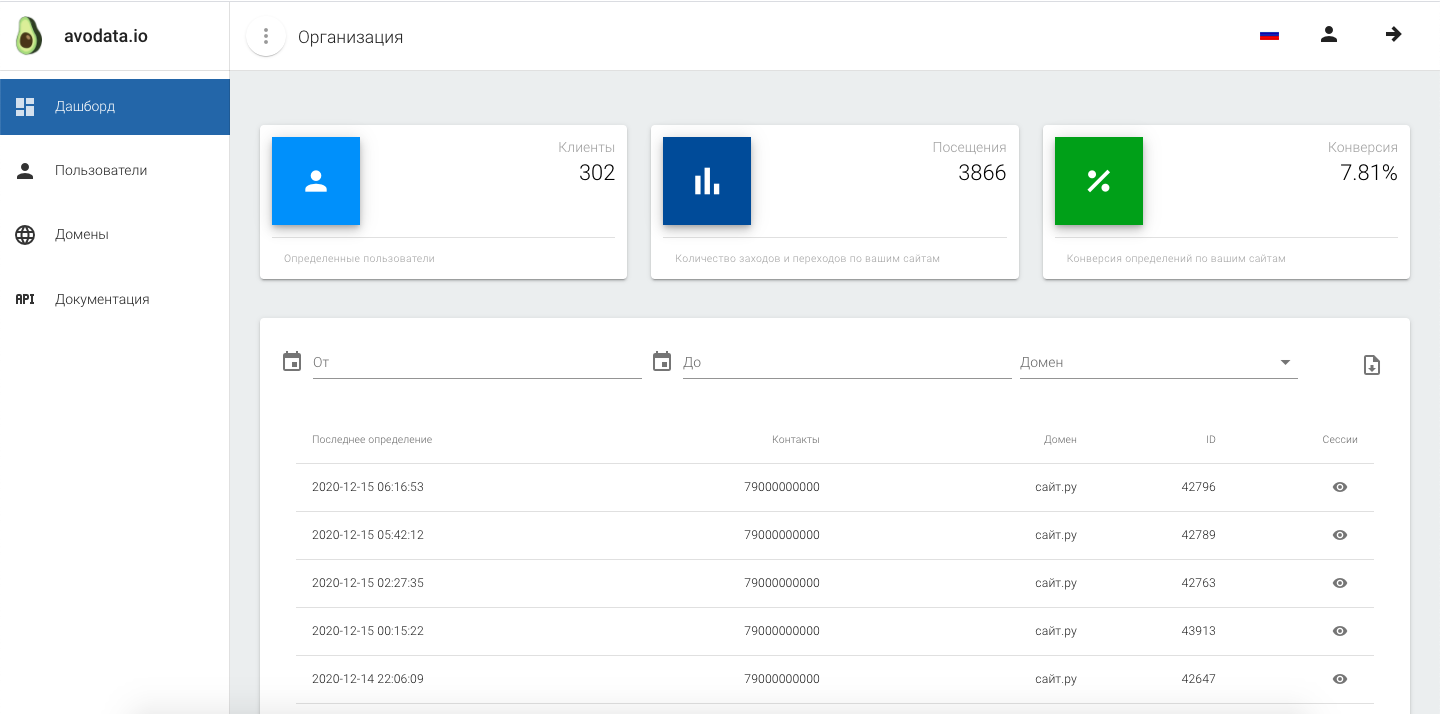 avodata.io
Организация
Дашборд
Пользователи
Домены
API Документация
Клиенты
302
Определенные пользователи
Посещения
3866
Количество заходов и переходов по вашим сайтам
Конверсия
7.81%
Конверсия определений по вашим сайтам
От До Домен
Последнее определение Контакты Домен ID Сессии
2020-12-15 06:16:53 79000000000 сайт.ру 42796
2020-12-15 05:42:12 79000000000 сайт.ру 42789
2020-12-15 02:27:35 79000000000 сайт.ру 42763
2020-12-15 00:15:22 79000000000 сайт.ру 43913
2020-12-14 22:06:09 79000000000 сайт.ру 42647